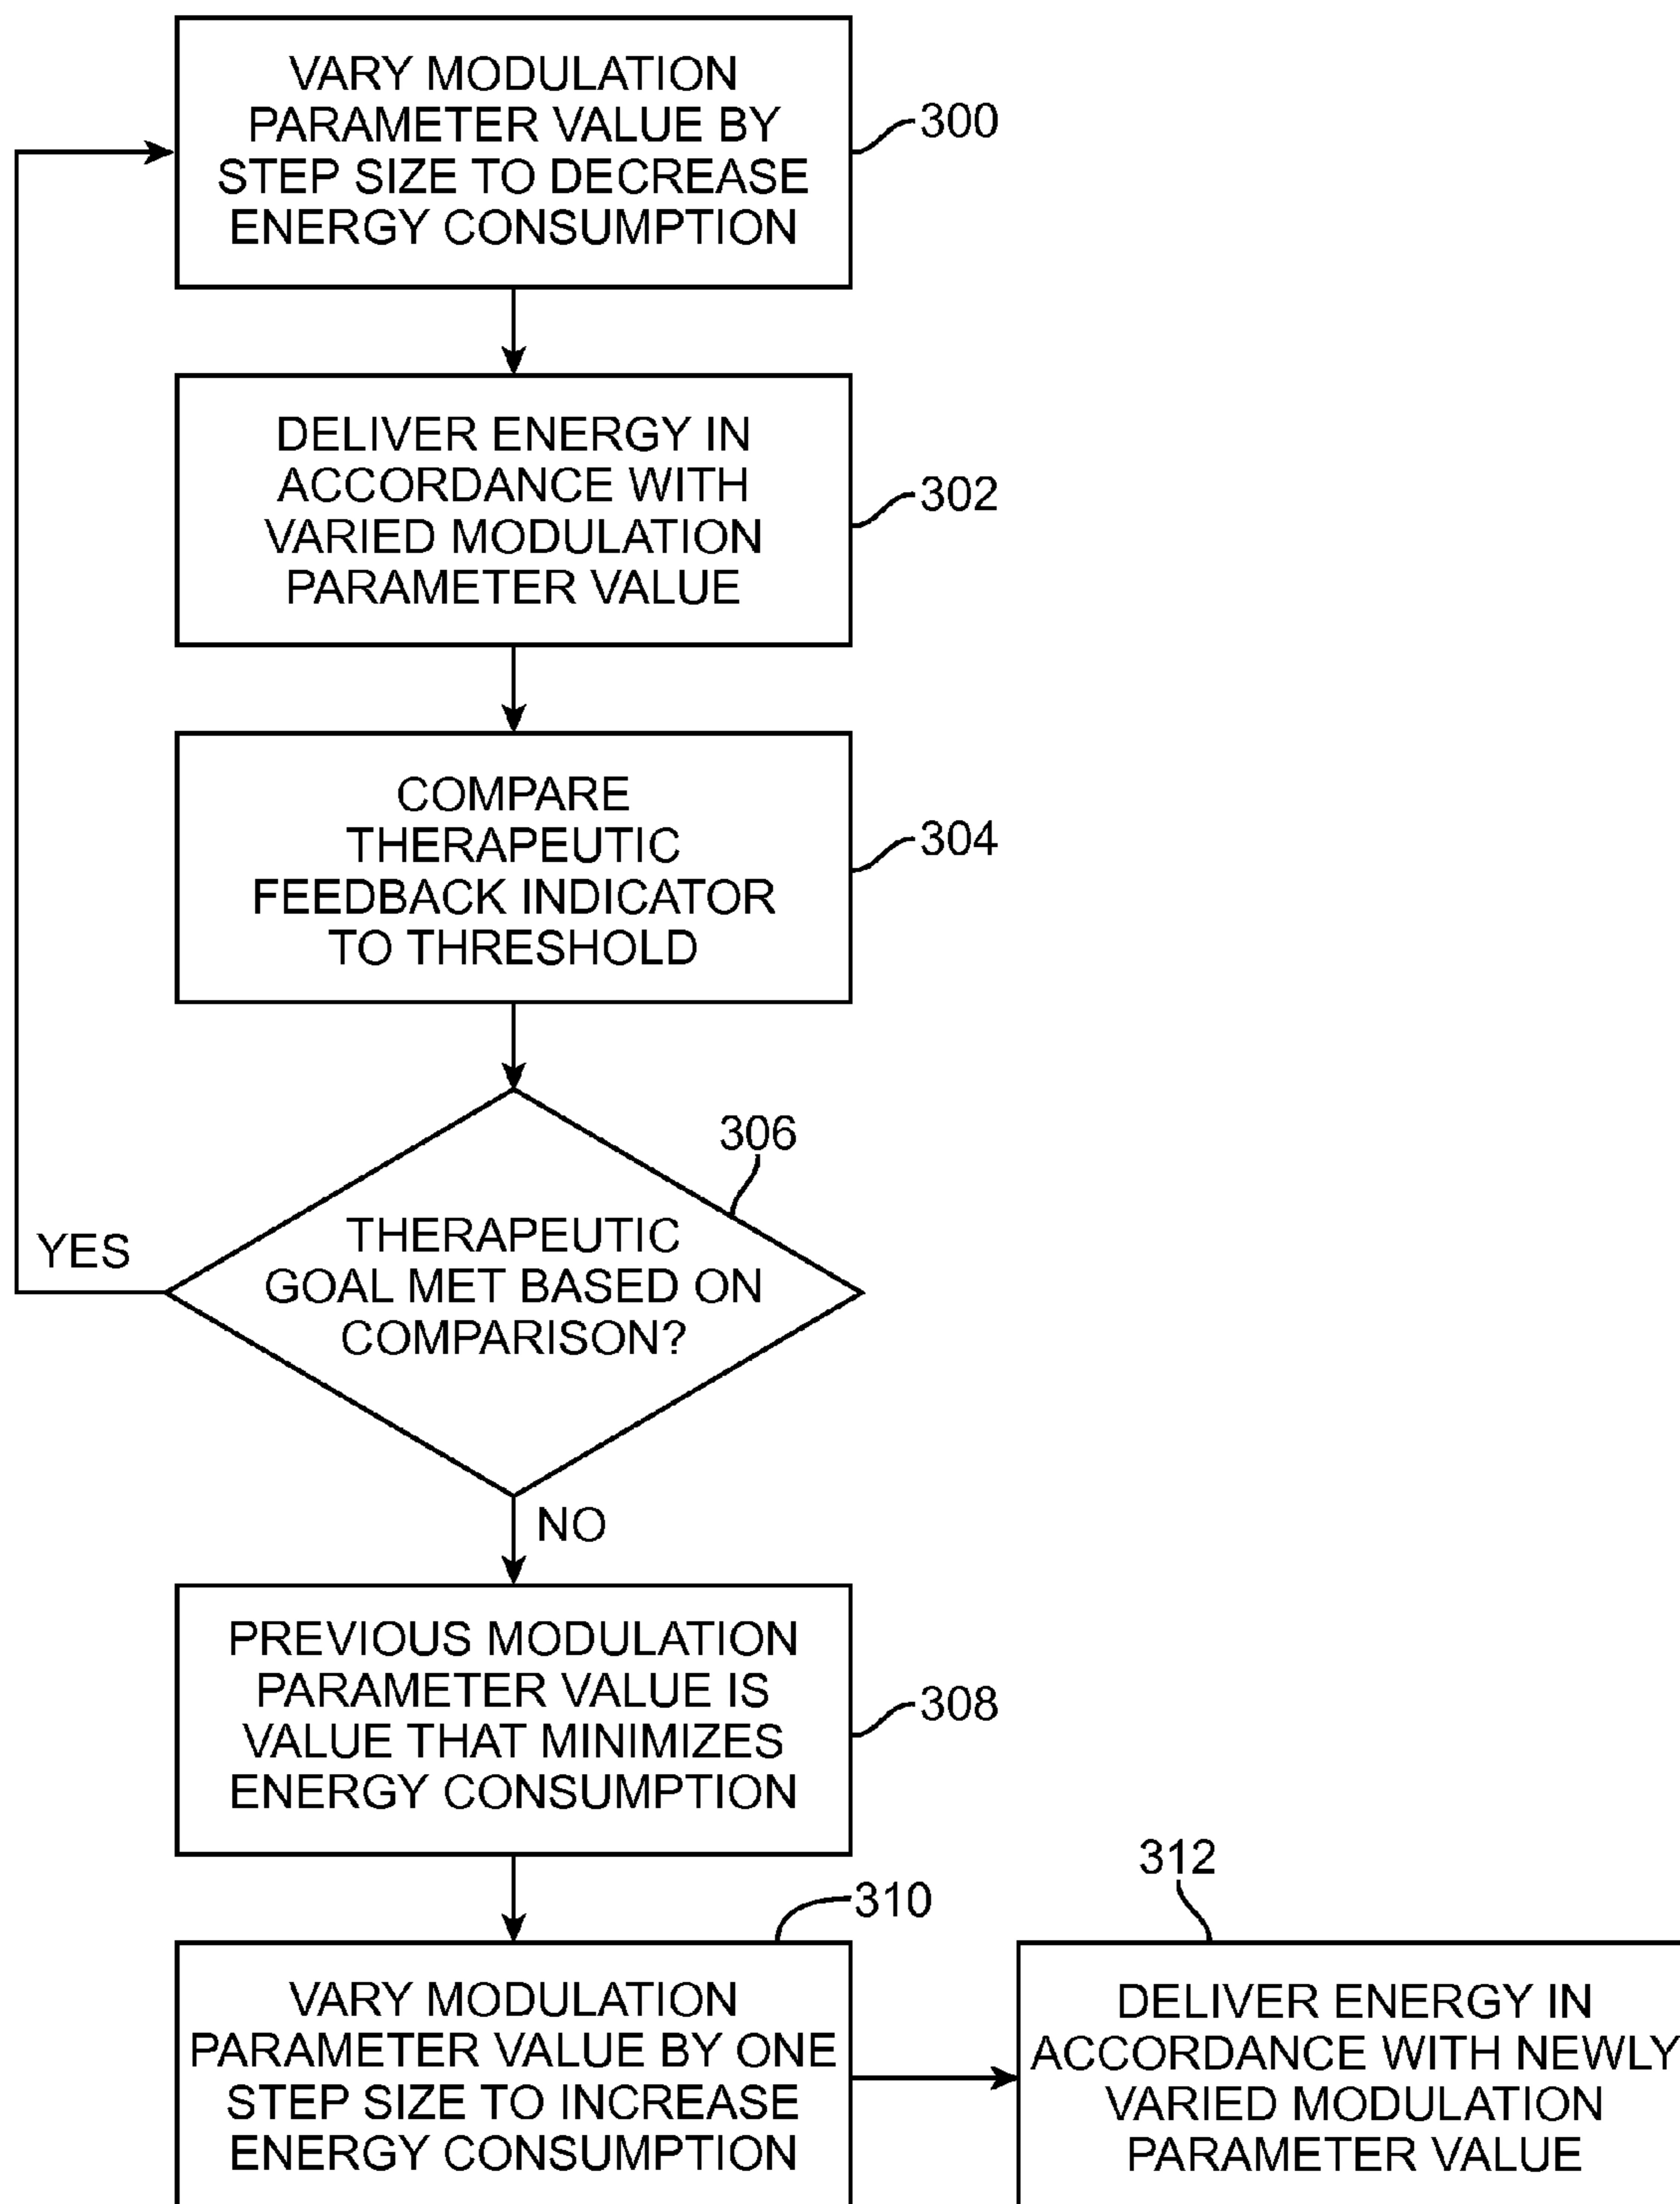 VARY MODULATION
PARAMETER VALUE BY
STEP SIZE TO DECREASE
ENERGY CONSUMPTION
300
DELIVER ENERGY IN
ACCORDANCE WITH
VARIED MODULATION
PARAMETER VALUE
302
COMPARE
THERAPEUTIC
FEEDBACK INDICATOR
TO THRESHOLD
304
306
THERAPEUTIC
GOAL MET BASED ON
COMPARISON?
YES
NO
PREVIOUS MODULATION
PARAMETER VALUE IS
VALUE THAT MINIMIZES
ENERGY CONSUMPTION
308
310
VARY MODULATION
PARAMETER VALUE BY ONE
STEP SIZE TO INCREASE
ENERGY CONSUMPTION
312
DELIVER ENERGY IN
ACCORDANCE WITH NEWLY
VARIED MODULATION
PARAMETER VALUE